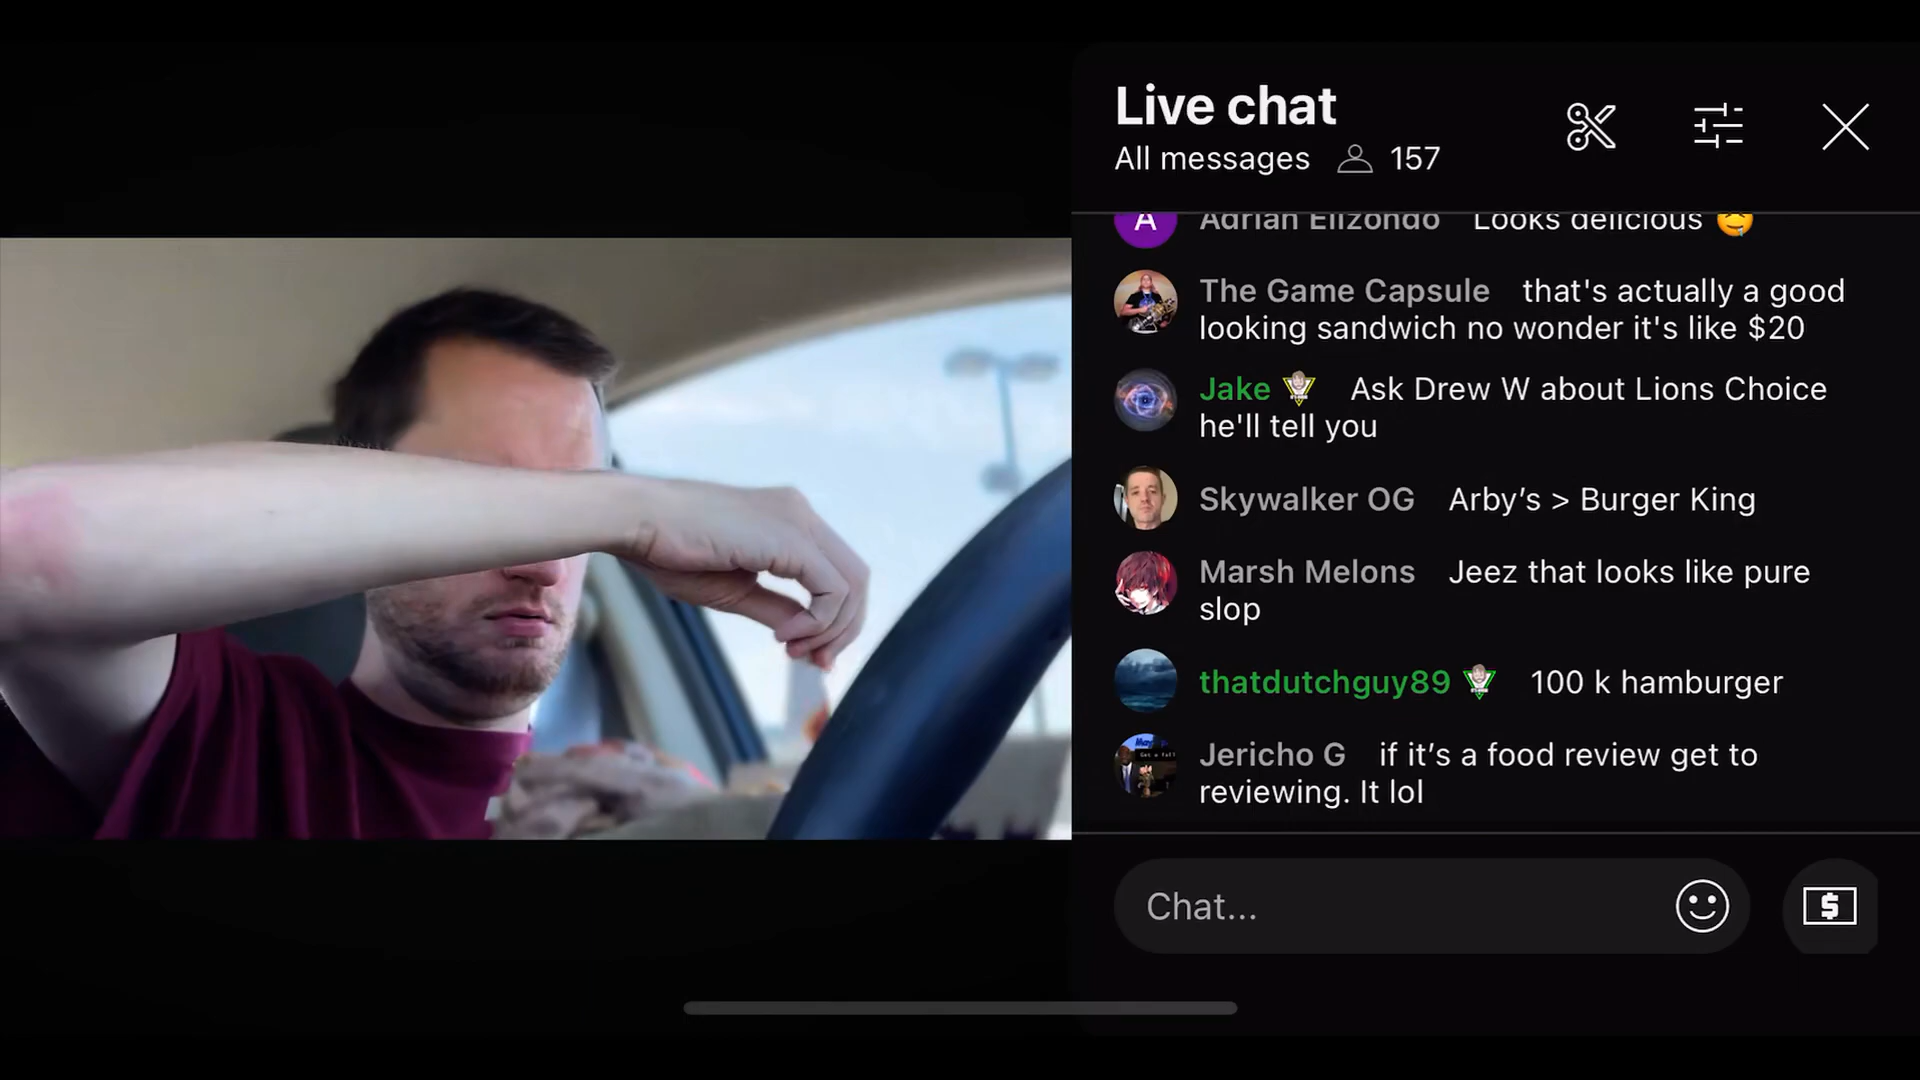 Live chat
All messages 157
A Adrian Elizondo Looks delicious
The Game Capsule that's actually a good
looking sandwich no wonder it's like $20
Jake Ask Drew W about Lions Choice
he'll tell you
Skywalker OG Arby’s > Burger King
Marsh Melons Jeez that looks like pure
slop
thatdutchguy89 100 k hamburger
Jericho G if it’s a food review get to
reviewing. It lol
Chat...
$